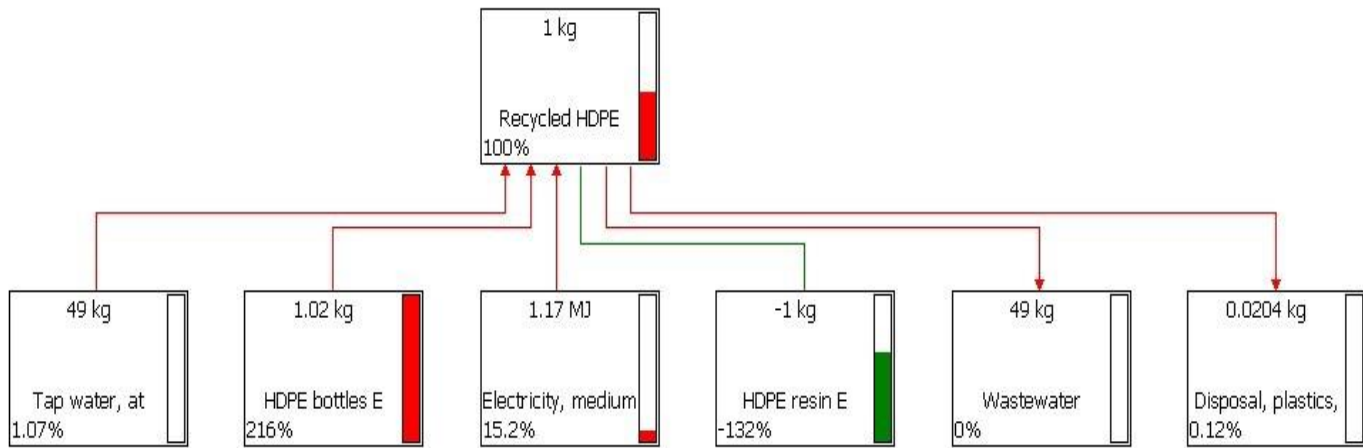 1 kg
Recycled HDPE
100%
49 kg
Tap water, at
1.07%
1.02 kg
HDPE bottles E
216%
1.17 MJ
Electricity, medium
15.2%
-1 kg
HDPE resin E
-132%
49 kg
Wastewater
0%
0.0204 kg
Disposal, plastics,
0.12%